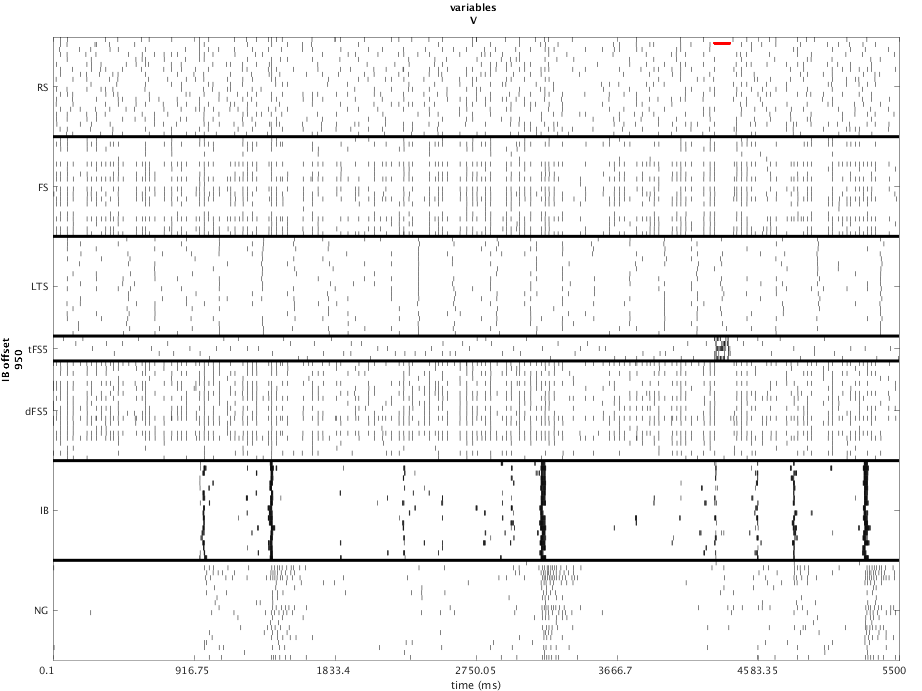 variables
V
RS
FS
LTS
tFS5
dFS5
IB
NG
IB offset
950
0.1 916.75 1833.4 2750.05 3666.7 4583.35 5500
time (ms)